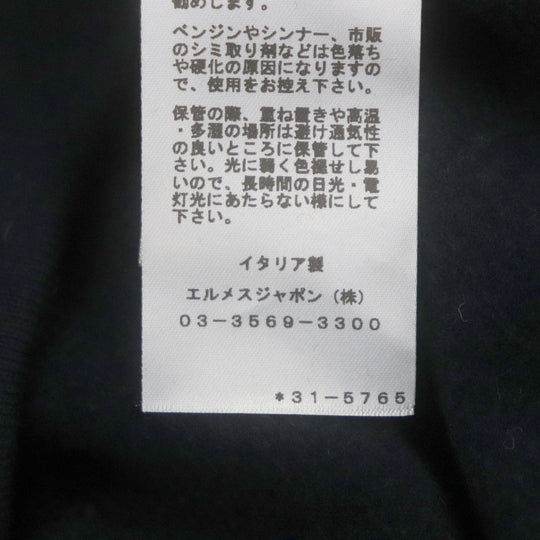 勧めします。
ベンジンやシンナー、市販
のシミ取り剤などは色落ち
や硬化の原因になりますの
で、使用をお控え下さい。
保管の際、重ね置きや高温
・多湿の場所は避け通気性
の良いところに保管して下
さい。光に弱く色褪せし易
いので、長時間の日光・電
灯光にあたらない様にして
下さい。
イタリア製
エルメスジャポン（株）
03-3569-3300
*31-5765